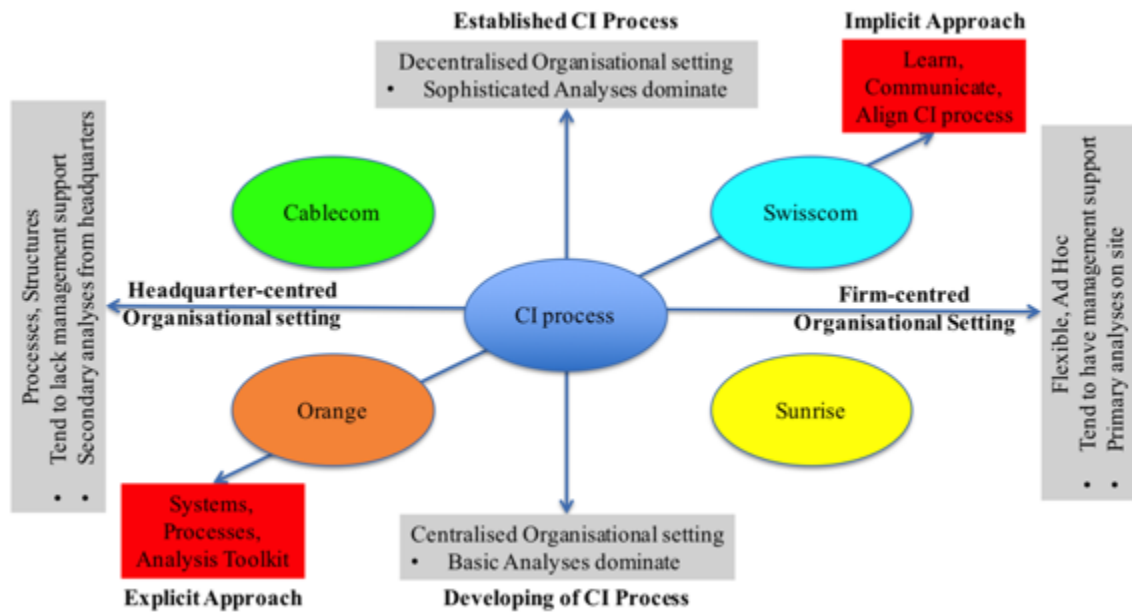 Established CI Process
Decentralised Organisational setting
• Sophisticated Analyses dominate
Implicit Approach
Learn,
Communicate,
Align CI process
Processes, Structures
• Tend to lack management support
• Secondary analyses from headquarters
Cablecom
Swisscom
Headquarter-centred
Organisational setting
CI process
Firm-centred
Organisational Setting
Flexible, Ad Hoc
• Tend to have management support
• Primary analyses on site
Orange
Sunrise
Systems,
Processes,
Analysis Toolkit
Explicit Approach
Centralised Organisational setting
• Basic Analyses dominate
Developing of CI Process